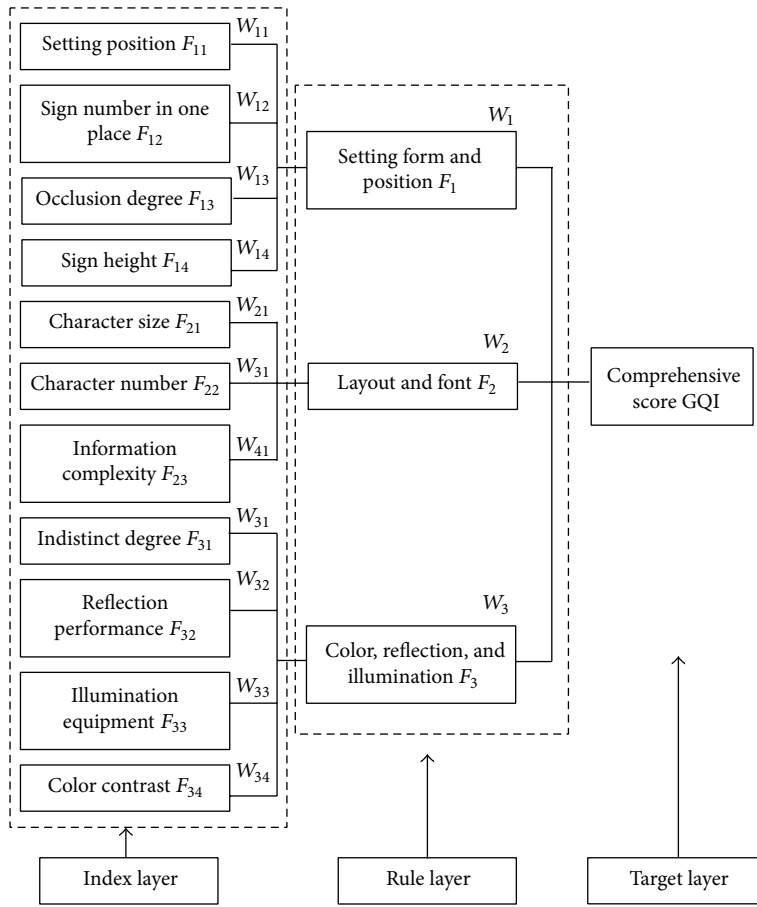 Setting position F11
W11
Sign number in one
place F12
W12
Occlusion degree F13
W13
Sign height F14
W14
Character size F21
W21
Character number F22
W31
Information
complexity F23
W41
Indistinct degree F31
W31
Reflection
performance F32
W32
Illumination
equipment F33
W33
Color contrast F34
W34
Index layer
W1
Setting form and
position F1
W2
Layout and font F2
W3
Color, reflection, and
illumination F3
Rule layer
Comprehensive
score GQI
Target layer